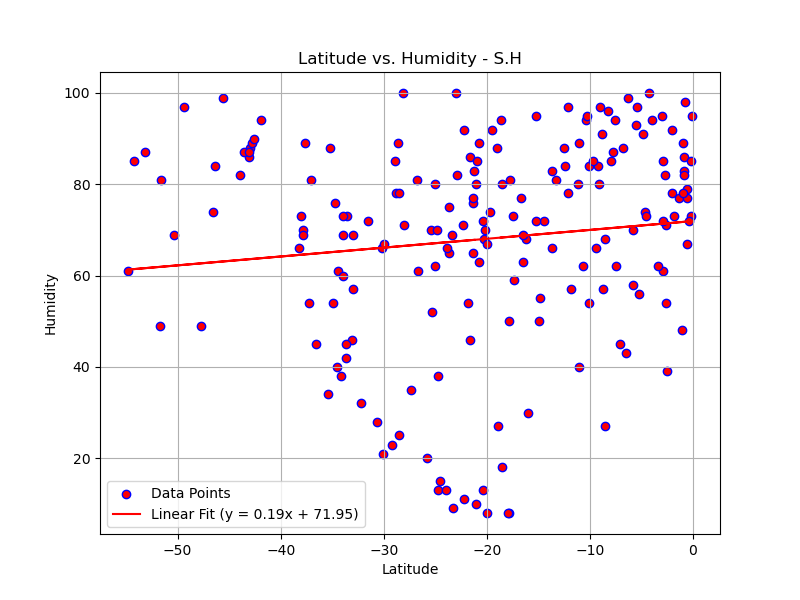 Latitude vs. Humidity - S.H
100
80
60
40
20
Humidity
Data Points
Linear Fit (y = 0.19x + 71.95)
−50 −40 −30 −20 −10 0
Latitude